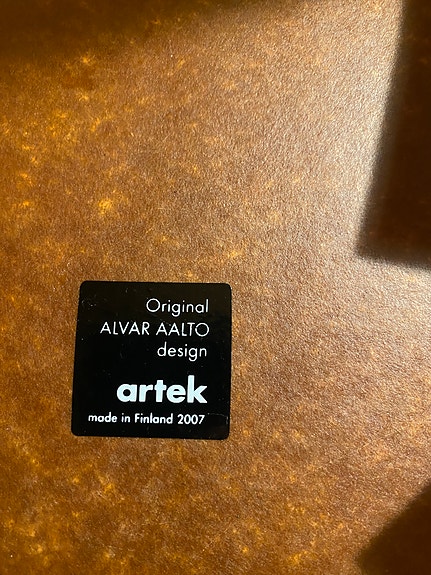 Original
ALVAR AALTO
design
artek
made in Finland 2007